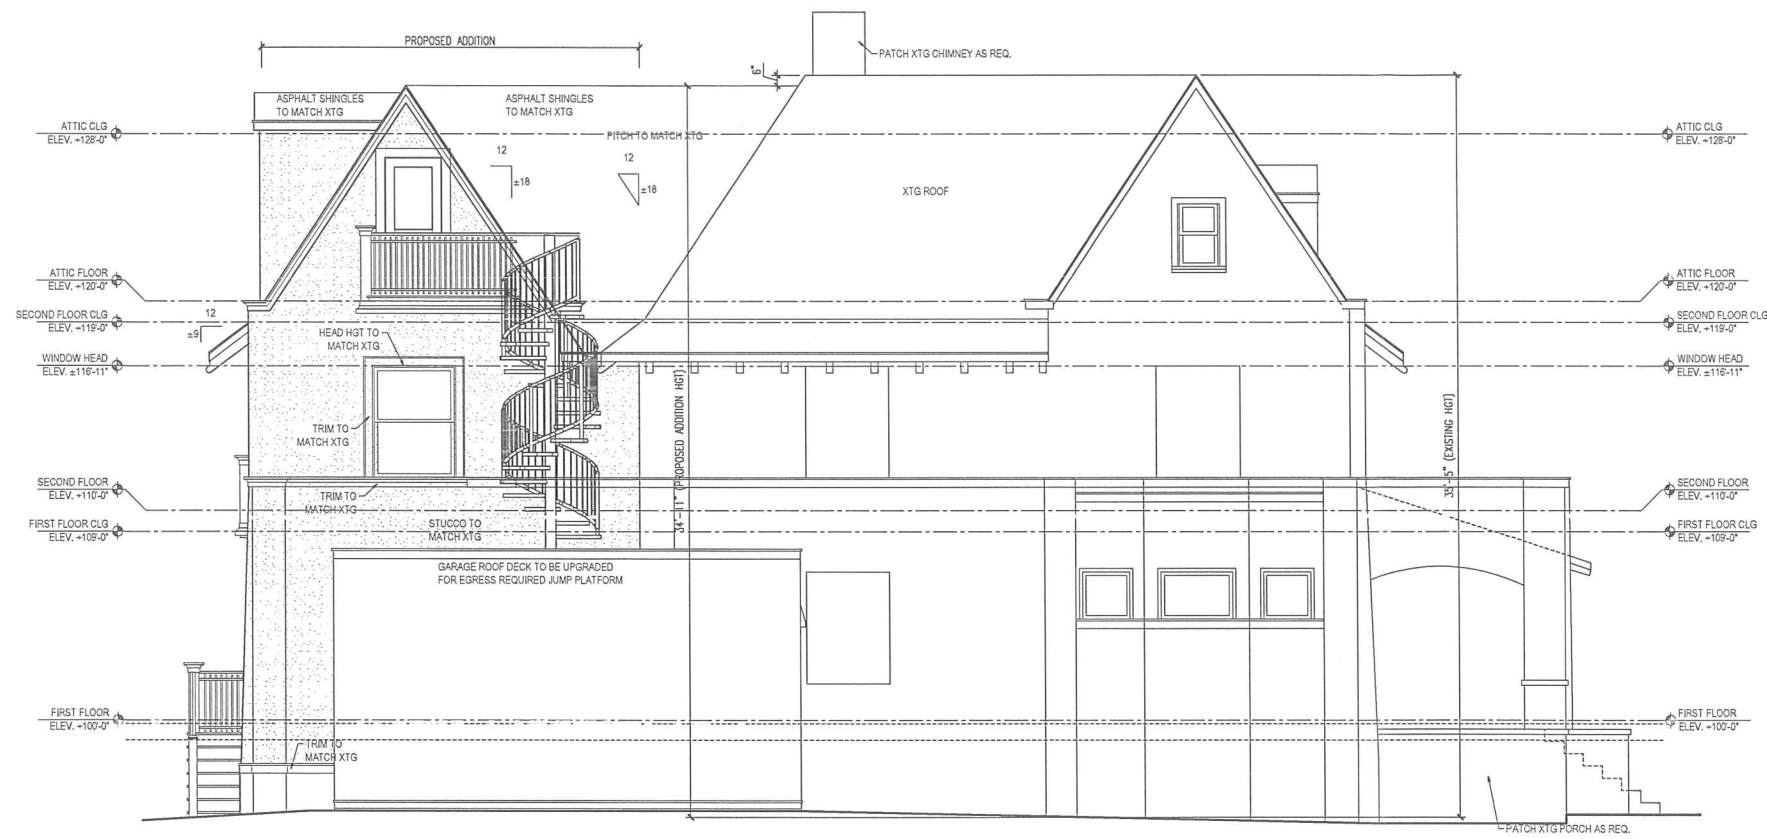 PROPOSED ADDITION
PATCH XTG CHIMNEY AS REQ.
6"
ASPHALT SHINGLES
TO MATCH XTG
ASPHALT SHINGLES
TO MATCH XTG
ATTIC CLG
ELEV. +128'-0"
PITCH TO MATCH XTG
ATTIC CLG
ELEV. +128'-0"
12
±18
12
±18
XTG ROOF
ATTIC FLOOR
ELEV. +120'-0"
ATTIC FLOOR
ELEV. +120'-0"
SECOND FLOOR CLG
ELEV. +119'-0"
12
±9
HEAD HGT TO
MATCH XTG
SECOND FLOOR CLG
ELEV. +119'-0"
WINDOW HEAD
ELEV. ±116'-11"
WINDOW HEAD
ELEV. ±116'-11"
TRIM TO
MATCH XTG
34'-11" (PROPOSED ADDITION HGT)
35'-5" (EXISTING HGT)
SECOND FLOOR
ELEV. +110'-0"
TRIM TO
MATCH XTG
SECOND FLOOR
ELEV. +110'-0"
FIRST FLOOR CLG
ELEV. +109'-0"
STUCCO TO
MATCH XTG
FIRST FLOOR CLG
ELEV. +109'-0"
GARAGE ROOF DECK TO BE UPGRADED
FOR EGRESS REQUIRED JUMP PLATFORM
FIRST FLOOR
ELEV. +100'-0"
FIRST FLOOR
ELEV. +100'-0"
TRIM TO
MATCH XTG
PATCH XTG PORCH AS REQ.